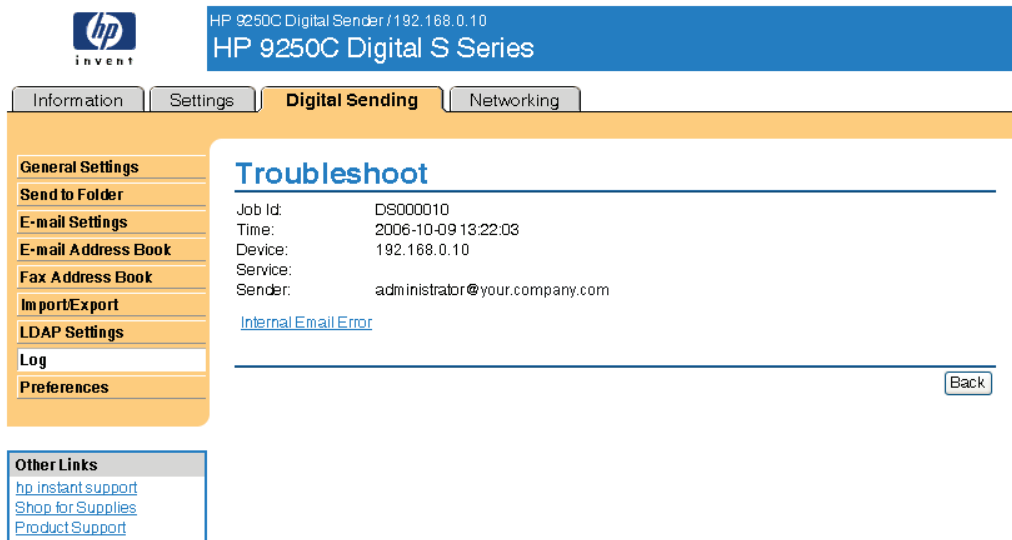 hp
invent
HP 9250C Digital Sender / 192.168.0.10
HP 9250C Digital S Series
Information
Settings
Digital Sending
Networking
General Settings
Send to Folder
E-mail Settings
E-mail Address Book
Fax Address Book
Import/Export
LDAP Settings
Log
Preferences
Other Links
hp instant support
Shop for Supplies
Product Support
Troubleshoot
Job Id: DS000010
Time: 2006-10-09 13:22:03
Device: 192.168.0.10
Service:
Sender: administrator@your.company.com
Internal Email Error
Back